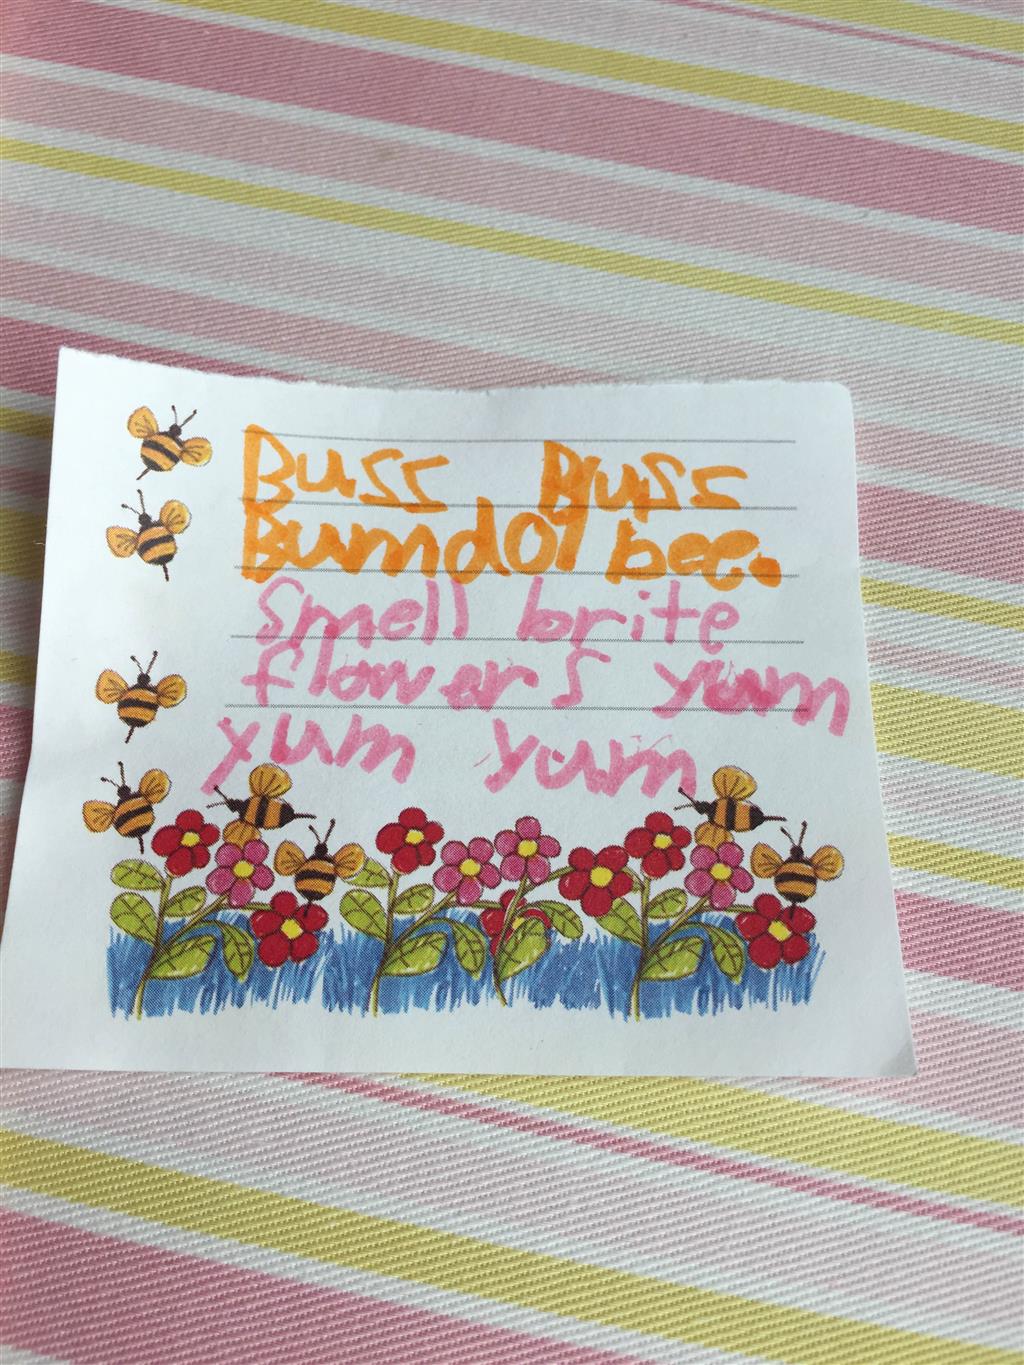 Buss Buss
Bumdol bee.
Smell brite
flowers yum
yum yum